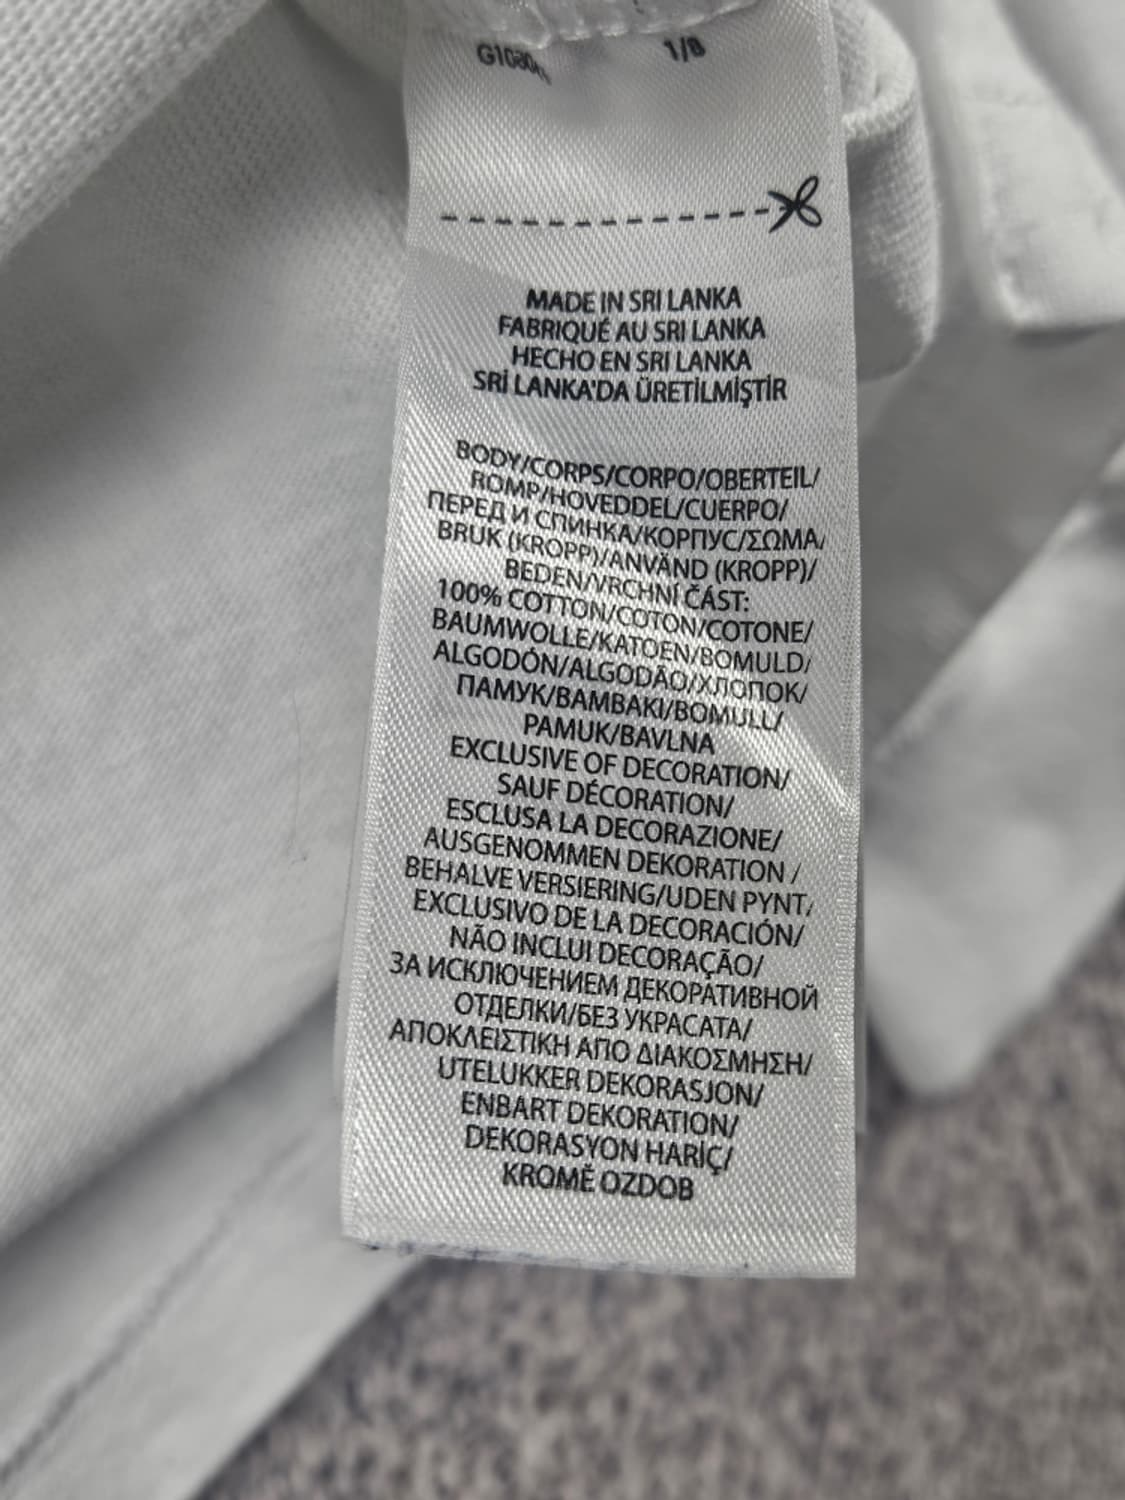 1/8
MADE IN SRI LANKA
FABRIQUÉ AU SRI LANKA
HECHO EN SRI LANKA
SRİ LANKA'DA ÜRETİLMİŞTİR
BODY/CORPS/CORPO/OBERTEIL/
ROMP/HOVEDDEL/CUERPO/
ПЕРЕД И СПИНКА/КОРПУС/ΣΩΜΑ/
BRUK (KROPP)/ANVÄND (KROPP)/
BEDEN/VRCHNÍ ČÁST:
100% COTTON/COTON/COTONE/
BAUMWOLLE/KATOEN/BOMULD/
ALGODÓN/ALGODÃO/ХЛОПОК/
ПАМУК/ΒΑΜΒΑΚΙ/BOMULL/
PAMUK/BAVLNA
EXCLUSIVE OF DECORATION/
SAUF DÉCORATION/
ESCLUSA LA DECORAZIONE/
AUSGENOMMEN DEKORATION /
BEHALVE VERSIERING/UDEN PYNT/
EXCLUSIVO DE LA DECORACIÓN/
NÃO INCLUI DECORAÇÃO/
ЗА ИСКЛЮЧЕНИЕМ ДЕКОРАТИВНОЙ
ОТДЕЛКИ/БЕЗ УКРАСАТА/
ΑΠΟΚΛΕΙΣΤΙΚΗ ΑΠΟ ΔΙΑΚΟΣΜΗΣΗ/
UTELUKKER DEKORASJON/
ENBART DEKORATION/
DEKORASYON HARİÇ/
KROMĚ OZDOB